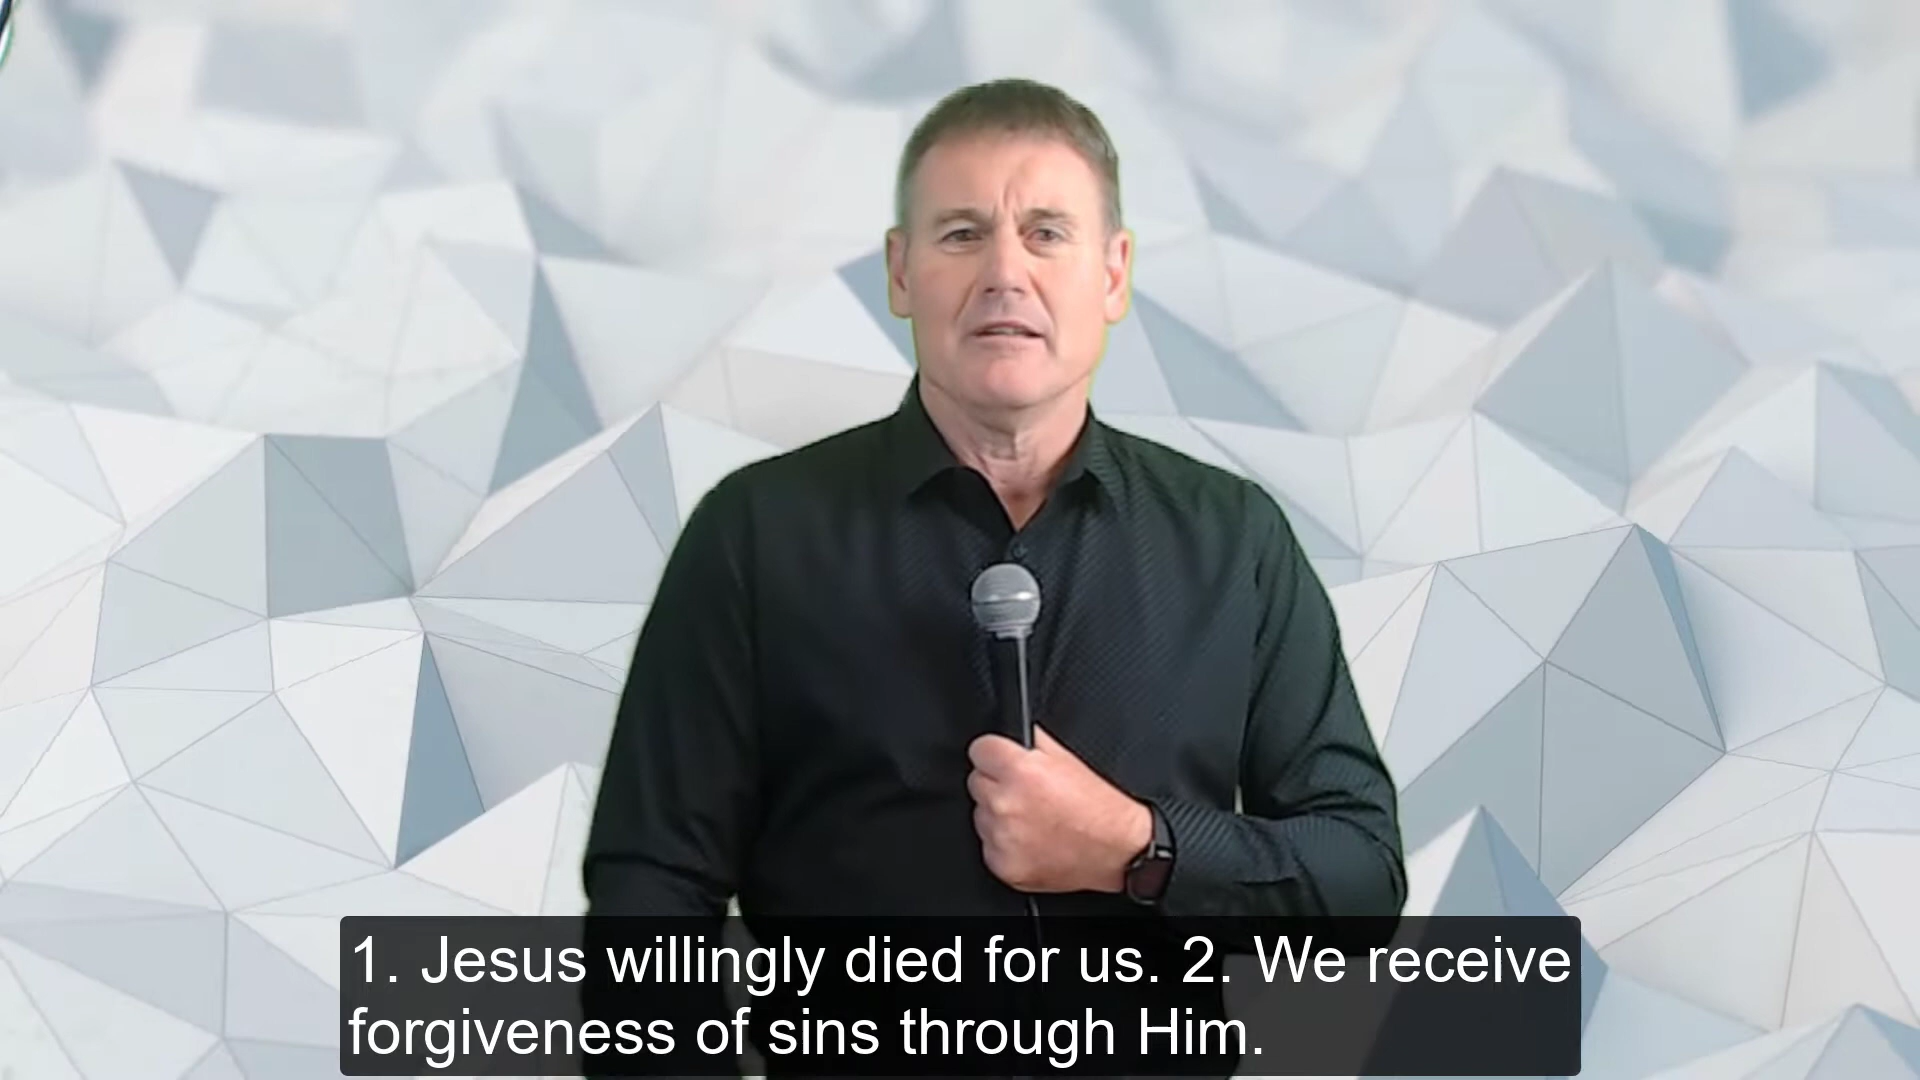 1. Jesus willingly died for us. 2. We receive
forgiveness of sins through Him.